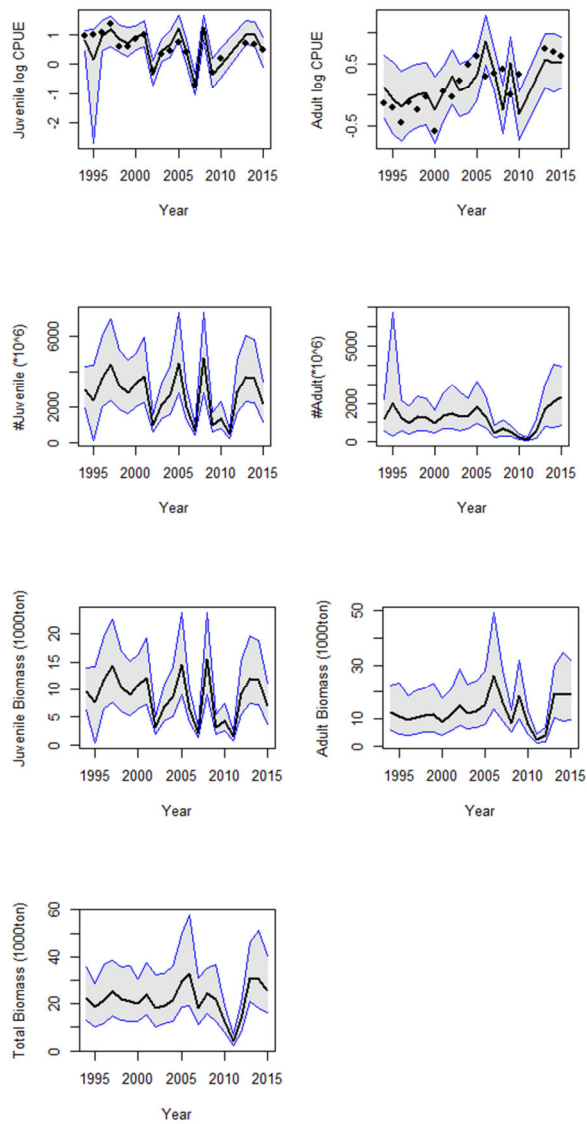 Juvenile log CPUE
1
0
-1
-2
1995 2000 2005 2010 2015
Year
Adult log CPUE
0.5
-0.5
1995 2000 2005 2010 2015
Year
#Juvenile (*10^6)
6000
2000
0
1995 2000 2005 2010 2015
Year
#Adult(*10^6)
6000
2000
0
1995 2000 2005 2010 2015
Year
Juvenile Biomass (1000ton)
20
15
10
5
0
1995 2000 2005 2010 2015
Year
Adult Biomass (1000ton)
50
30
10
0
1995 2000 2005 2010 2015
Year
Total Biomass (1000ton)
60
40
20
0
1995 2000 2005 2010 2015
Year